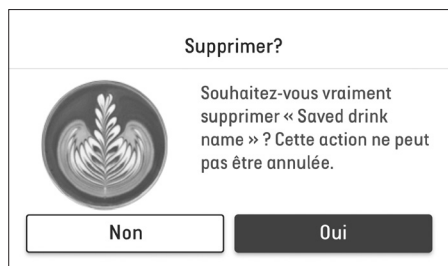 Supprimer?
Souhaitez-vous vraiment
supprimer « Saved drink
name » ? Cette action ne peut
pas être annulée.
Non
Oui